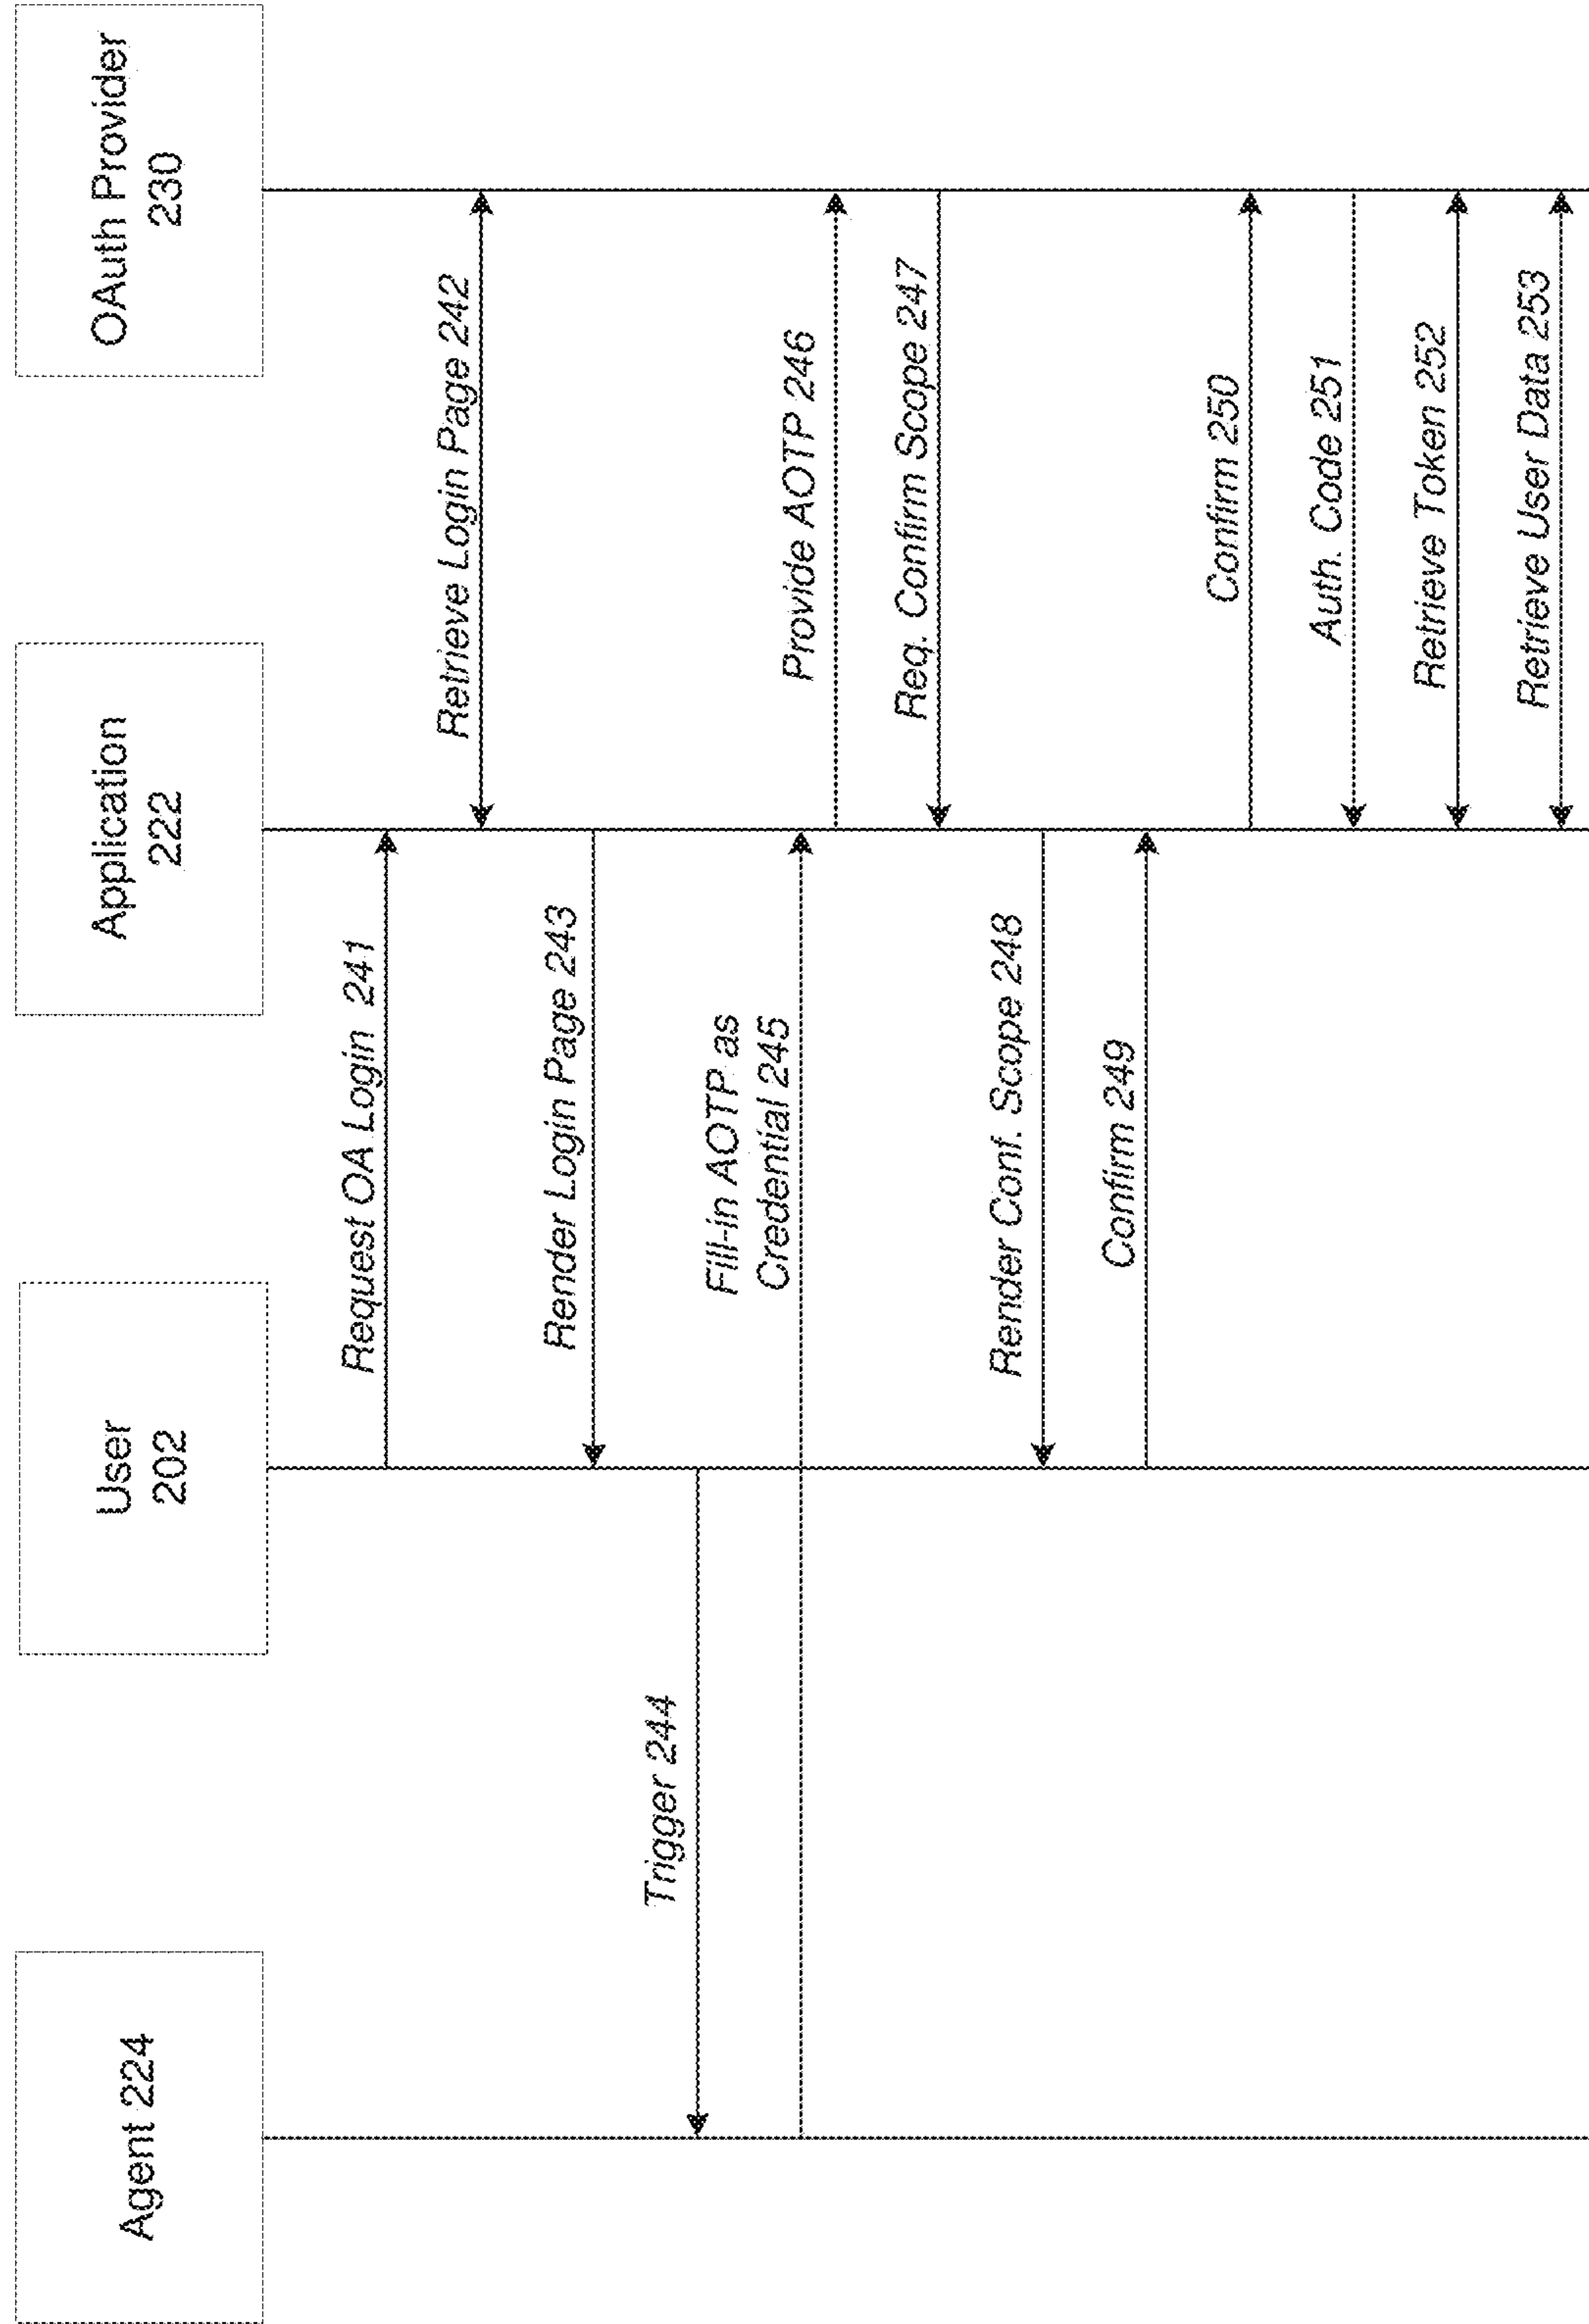 Agent 224
User
202
Application
222
OAuth Provider
230
Request OA Login 241
Retrieve Login Page 242
Render Login Page 243
Trigger 244
Fill-in AOTP as
Credential 245
Provide AOTP 246
Req. Confirm Scope 247
Render Conf. Scope 248
Confirm 249
Confirm 250
Auth. Code 251
Retrieve Token 252
Retrieve User Data 253